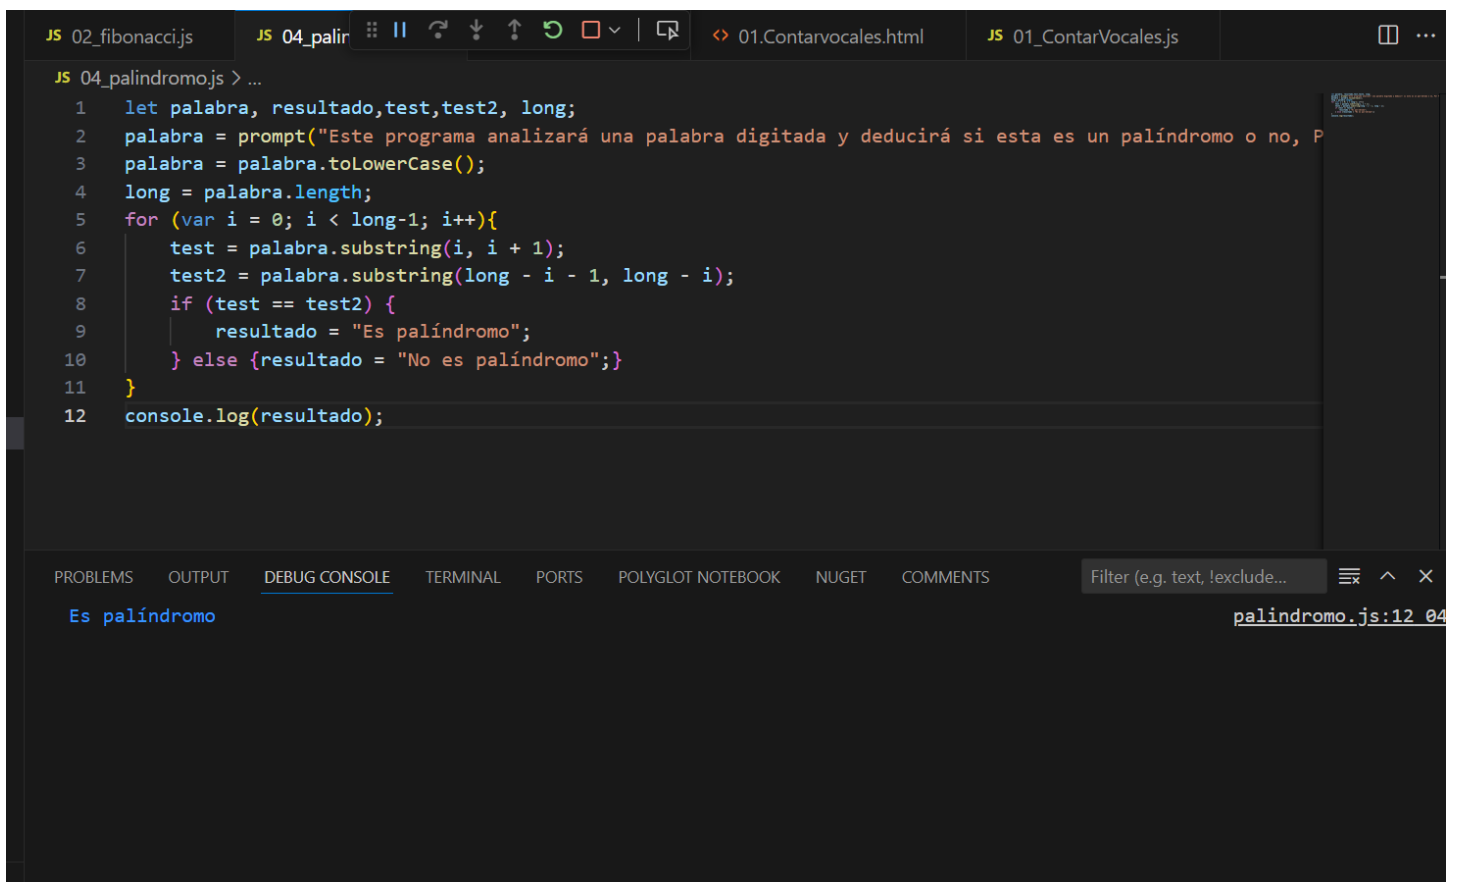 JS 02_fibonacci.js JS 04_palin <> 01.Contarvocales.html JS 01_ContarVocales.js
JS 04_palindromo.js > ...
1 let palabra, resultado,test,test2, long;
2 palabra = prompt("Este programa analizará una palabra digitada y deducirá si esta es un palíndromo o no, P
3 palabra = palabra.toLowerCase();
4 long = palabra.length;
5 for (var i = 0; i < long-1; i++){
6 test = palabra.substring(i, i + 1);
7 test2 = palabra.substring(long - i - 1, long - i);
8 if (test == test2) {
9 resultado = "Es palíndromo";
10 } else {resultado = "No es palíndromo";}
11 }
12 console.log(resultado);
PROBLEMS OUTPUT DEBUG CONSOLE TERMINAL PORTS POLYGLOT NOTEBOOK NUGET COMMENTS Filter (e.g. text, !exclude...
Es palíndromo palindromo.js:12 04